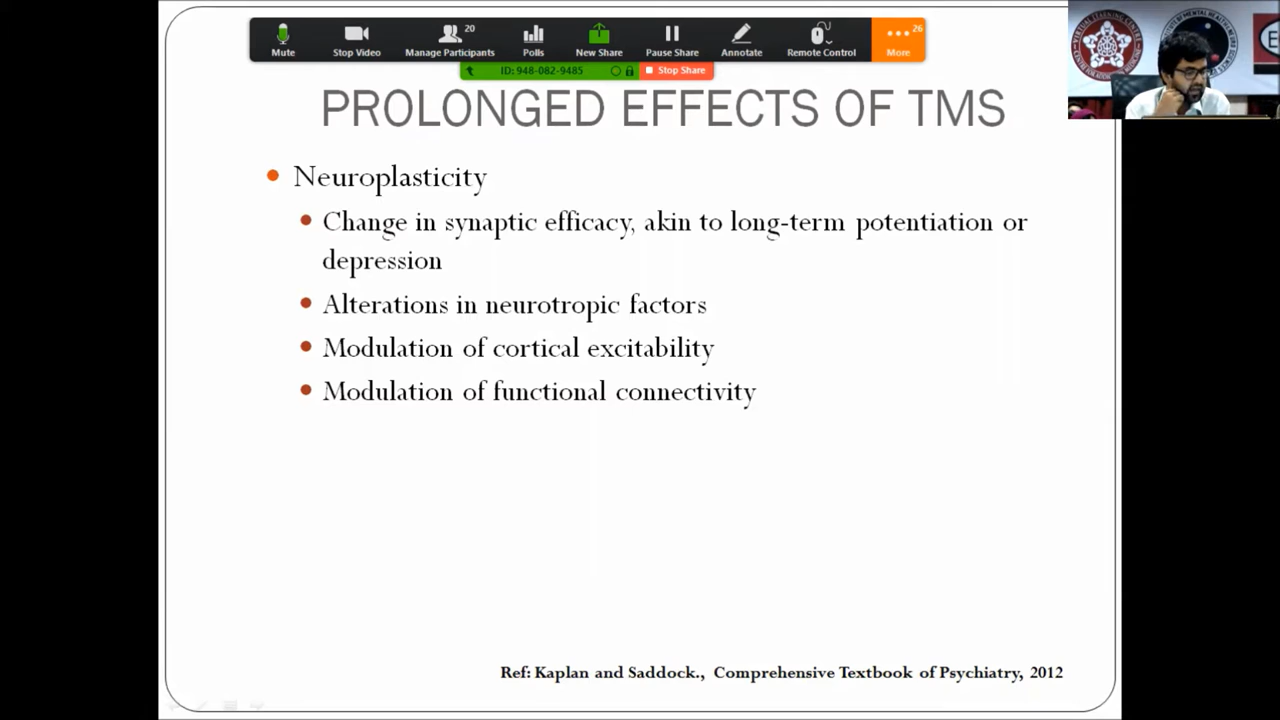 20
26
Mute
Stop Video
Manage Participants
Polls
New Share
Pause Share
Annotate
Remote Control
More
ID: 948-082-9485
Stop Share
PROLONGED EFFECTS OF TMS
Neuroplasticity
Change in synaptic efficacy, akin to long-term potentiation or
depression
Alterations in neurotropic factors
Modulation of cortical excitability
Modulation of functional connectivity
Ref: Kaplan and Saddock., Comprehensive Textbook of Psychiatry, 2012